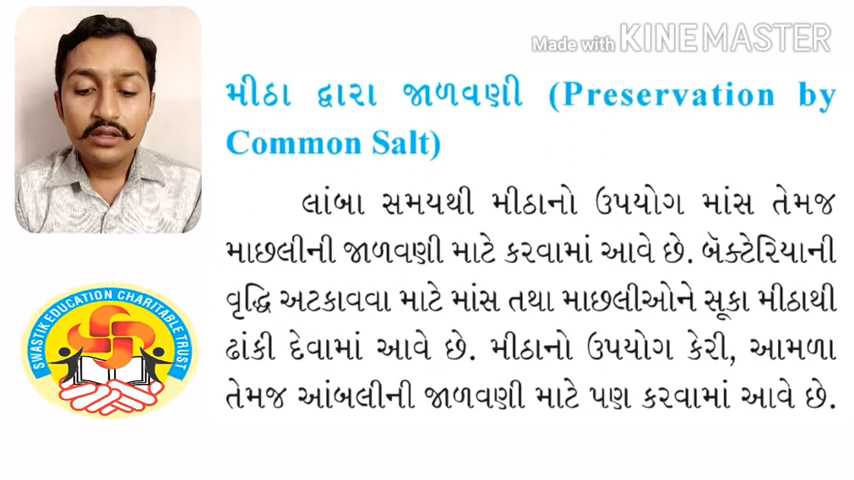 Made with KINEMASTER
મીઠા દ્વારા જાળવણી (Preservation by
Common Salt)
લાંબા સમયથી મીઠાનો ઉપયોગ માંસ તેમજ
માછલીની જાળવણી માટે કરવામાં આવે છે. બૅક્ટેરિયાની
વૃદ્ધિ અટકાવવા માટે માંસ તથા માછલીઓને સૂકા મીઠાથી
ઢાંકી દેવામાં આવે છે. મીઠાનો ઉપયોગ કેરી, આમળા
તેમજ આંબલીની જાળવણી માટે પણ કરવામાં આવે છે.
SWASTIK EDUCATION CHARITABLE TRUST